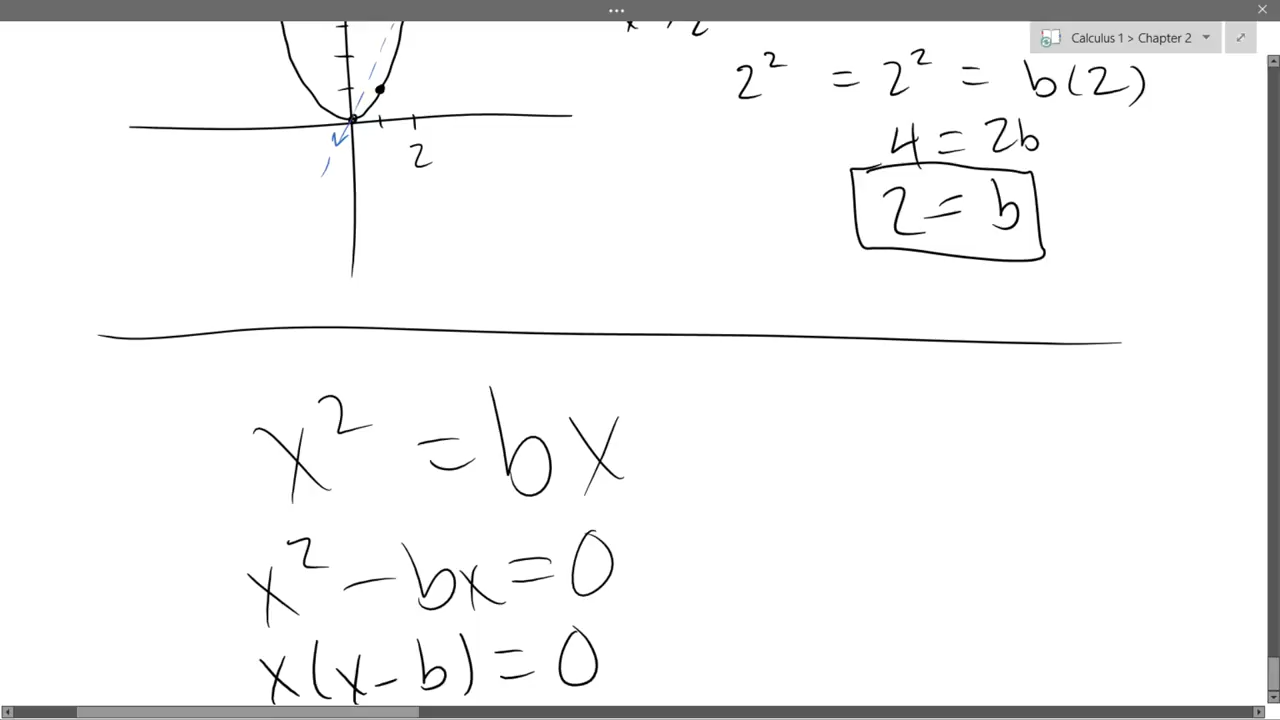 Calculus 1 > Chapter 2
2² = 2² = b(2)
4 = 2b
2 = b
2
x² = bx
x² - bx = 0
x(x - b) = 0